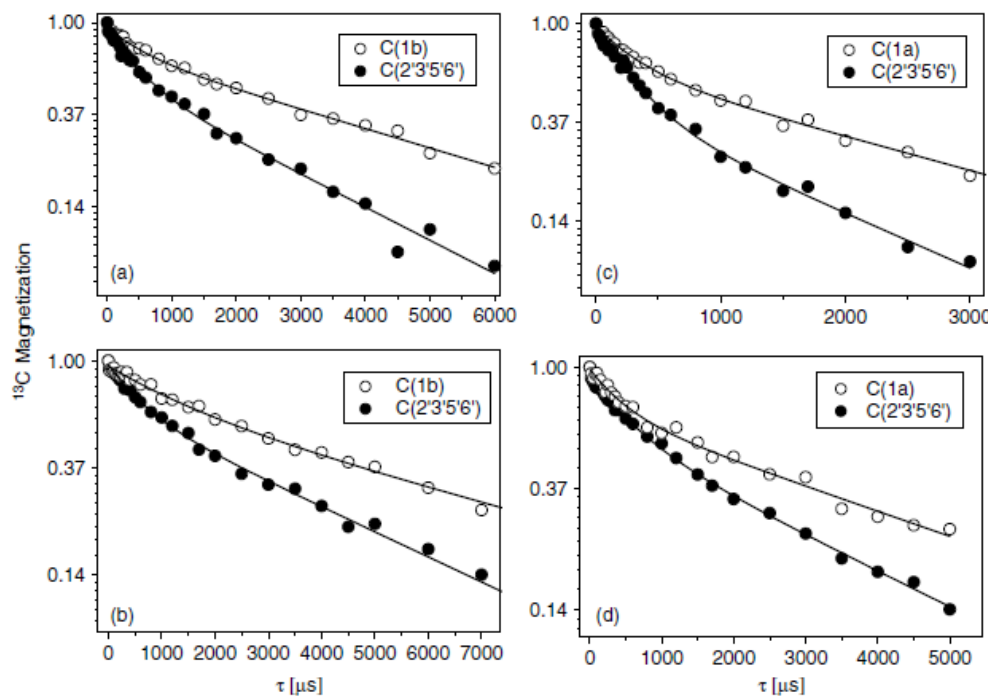 1.00
C(1b)
C(2'3'5'6')
0.37
0.14
(a)
0 1000 2000 3000 4000 5000 6000
1.00
C(1a)
C(2'3'5'6')
0.37
0.14
(c)
0 1000 2000 3000
¹³C Magnetization
1.00
C(1b)
C(2'3'5'6')
0.37
0.14
(b)
0 1000 2000 3000 4000 5000 6000 7000
τ [µs]
1.00
C(1a)
C(2'3'5'6')
0.37
0.14
(d)
0 1000 2000 3000 4000 5000
τ [µs]